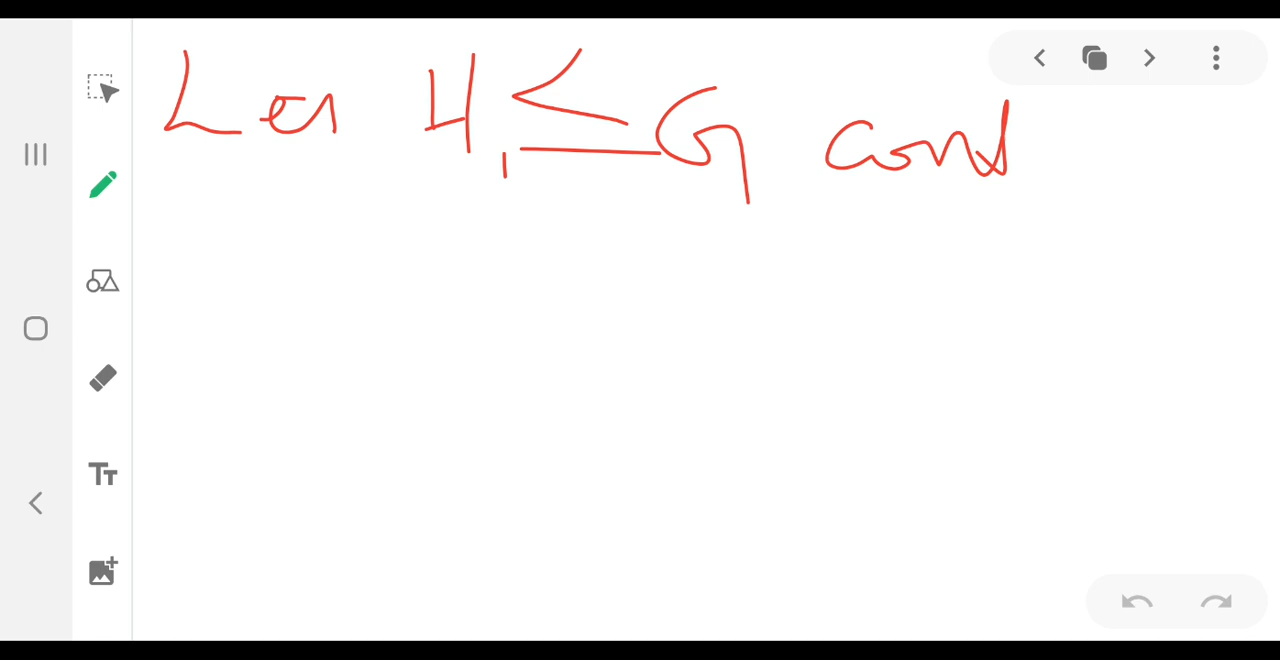 Let H ≤ G and